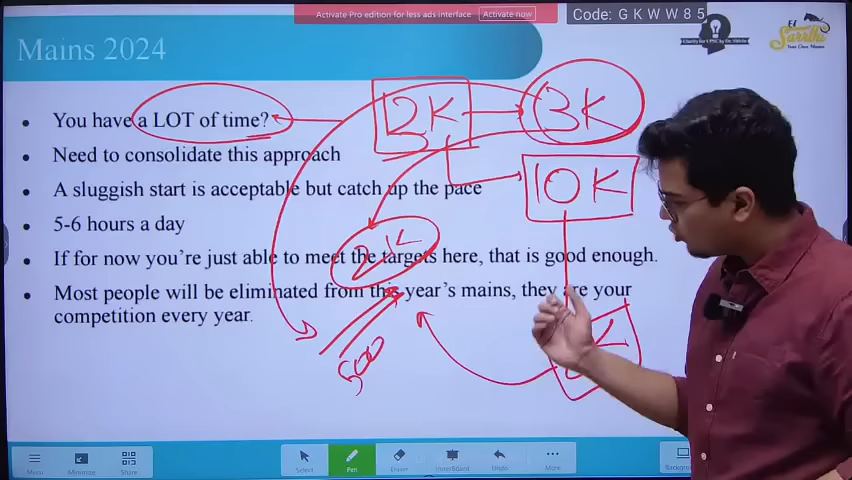 Activate Pro edition for less ads interface Activate now
Code: G K W W 8 5
Mains 2024
El Sarrthi
You have a LOT of time?
Need to consolidate this approach
A sluggish start is acceptable but catch up the pace
5-6 hours a day
If for now you're just able to meet the targets here, that is good enough.
Most people will be eliminated from this year's mains, they are your
competition every year.
3K
10K
2K
500
Menu Minimize Share Select Pen Eraser Undo More